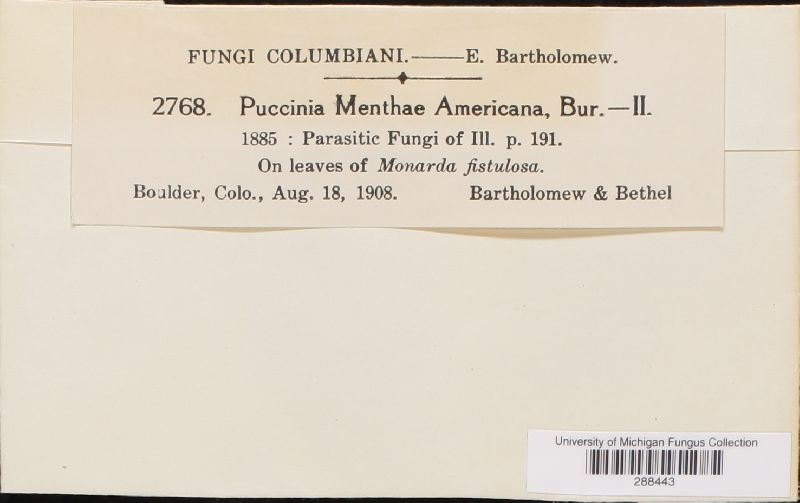 FUNGI COLUMBIANI.——E. Bartholomew.
2768. Puccinia Menthae Americana, Bur.—II.
1885 : Parasitic Fungi of Ill. p. 191.
On leaves of Monarda fistulosa.
Boulder, Colo., Aug. 18, 1908. Bartholomew & Bethel
University of Michigan Fungus Collection
288443